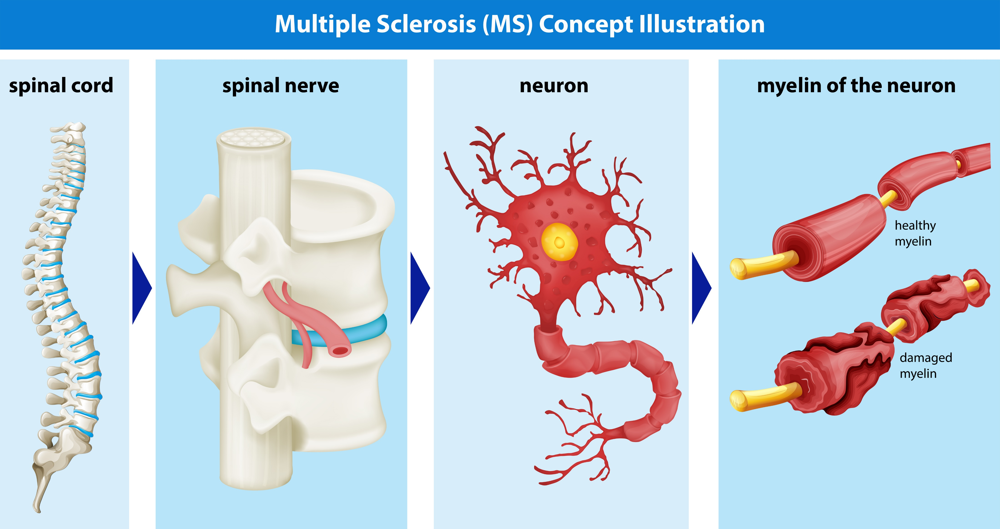 Multiple Sclerosis (MS) Concept Illustration
spinal cord
spinal nerve
neuron
myelin of the neuron
healthy
myelin
damaged
myelin